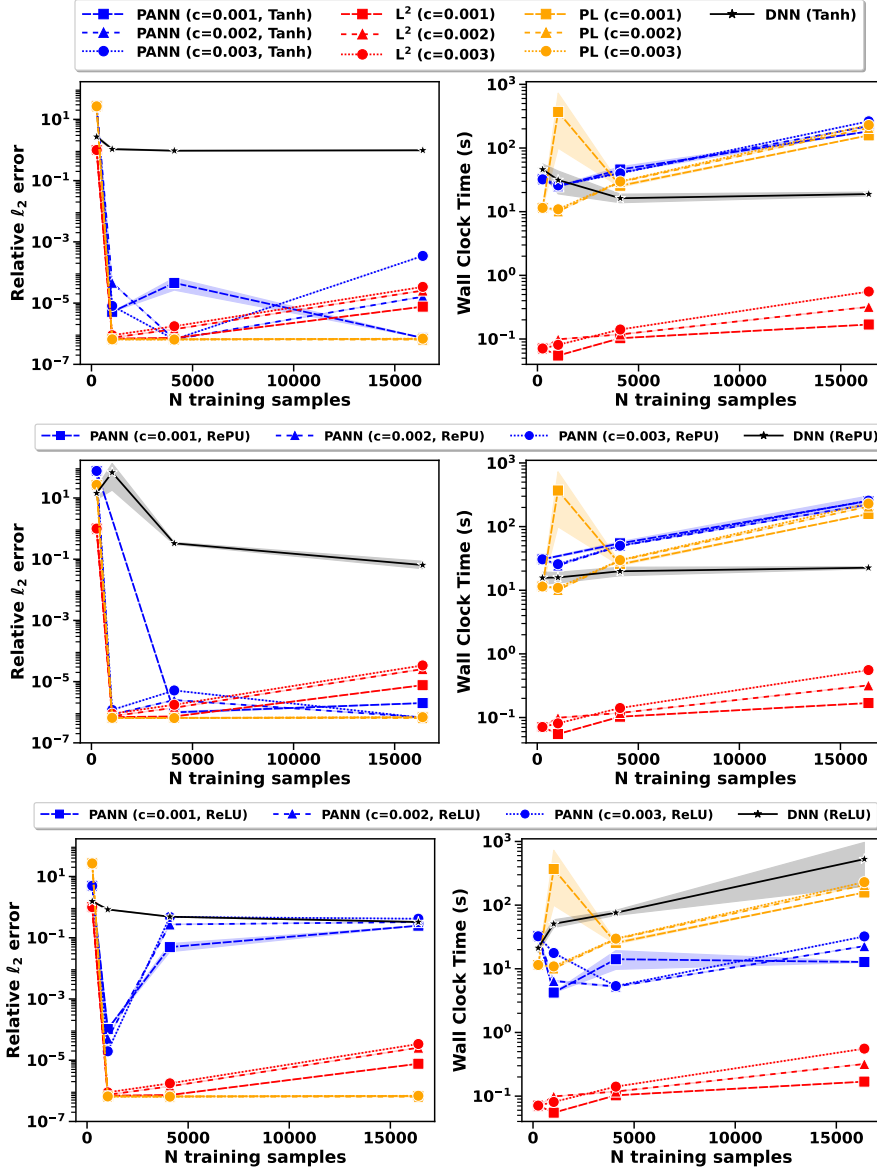 PANN (c=0.001, Tanh)
PANN (c=0.002, Tanh)
PANN (c=0.003, Tanh)
L² (c=0.001)
L² (c=0.002)
L² (c=0.003)
PL (c=0.001)
PL (c=0.002)
PL (c=0.003)
DNN (Tanh)
Relative ℓ₂ error
10¹
10⁻¹
10⁻³
10⁻⁵
10⁻⁷
0 5000 10000 15000
N training samples
Wall Clock Time (s)
10³
10²
10¹
10⁰
10⁻¹
0 5000 10000 15000
N training samples
PANN (c=0.001, RePU) PANN (c=0.002, RePU) PANN (c=0.003, RePU) DNN (RePU)
Relative ℓ₂ error
10¹
10⁻¹
10⁻³
10⁻⁵
10⁻⁷
0 5000 10000 15000
N training samples
Wall Clock Time (s)
10³
10²
10¹
10⁰
10⁻¹
0 5000 10000 15000
N training samples
PANN (c=0.001, ReLU) PANN (c=0.002, ReLU) PANN (c=0.003, ReLU) DNN (ReLU)
Relative ℓ₂ error
10¹
10⁻¹
10⁻³
10⁻⁵
10⁻⁷
0 5000 10000 15000
N training samples
Wall Clock Time (s)
10³
10²
10¹
10⁰
10⁻¹
0 5000 10000 15000
N training samples